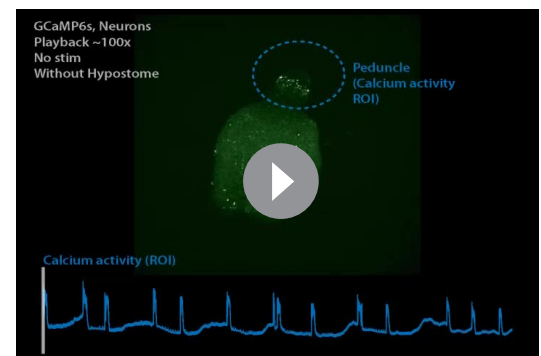 GCaMP6s, Neurons
Playback ~100x
No stim
Without Hypostome
Peduncle
(Calcium activity
ROI)
Calcium activity (ROI)